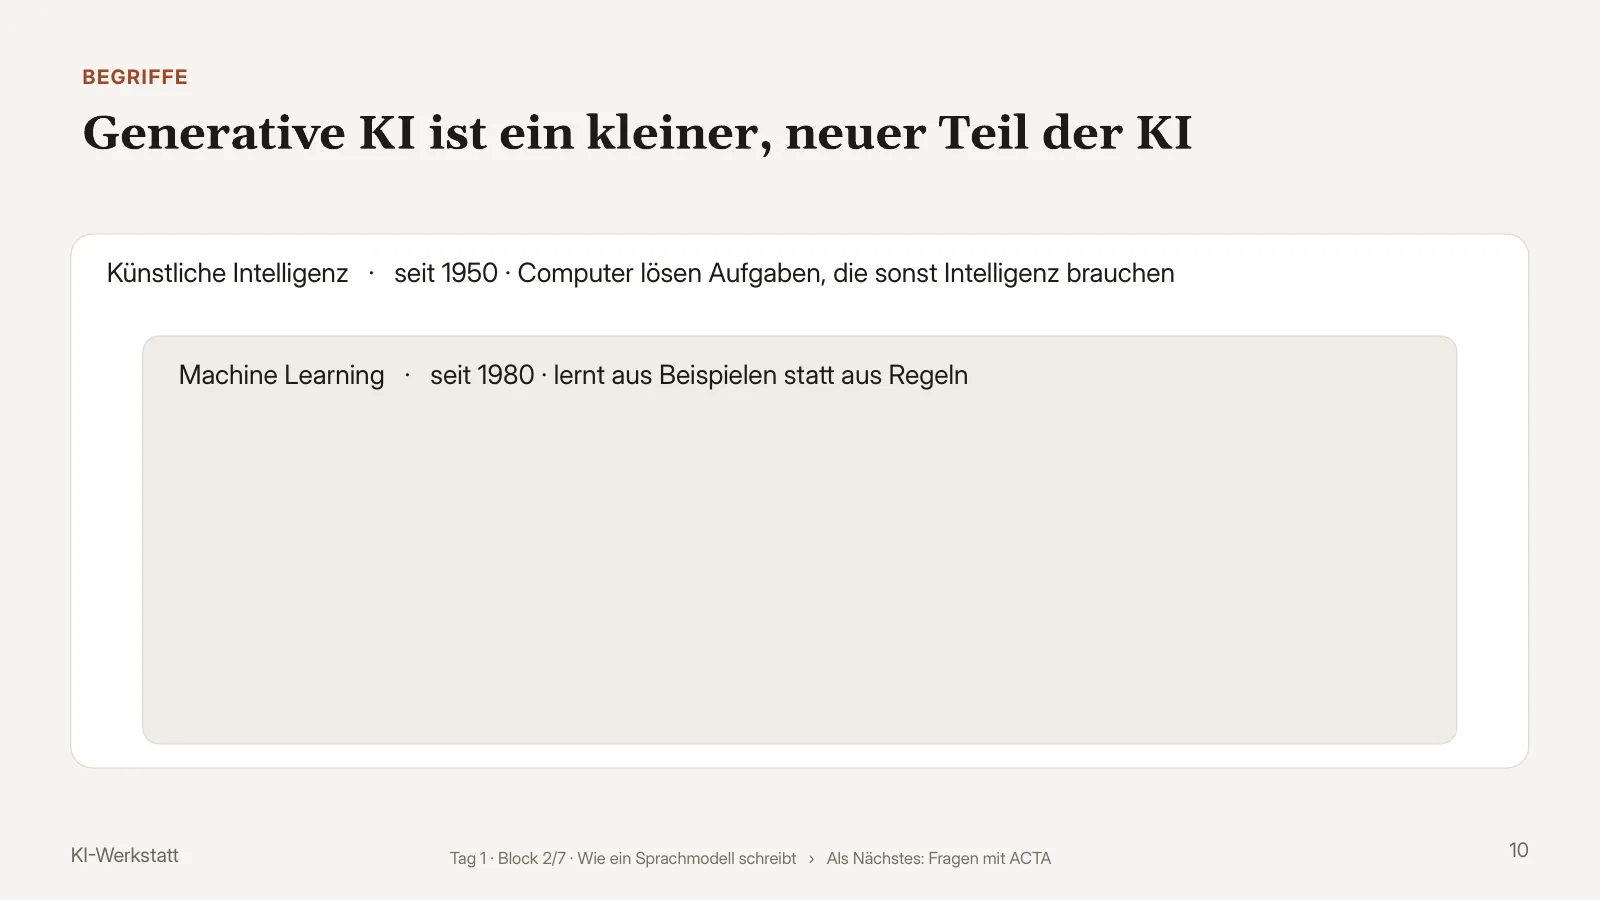 BEGRIFFE
Generative KI ist ein kleiner, neuer Teil der KI
Künstliche Intelligenz · seit 1950 · Computer lösen Aufgaben, die sonst Intelligenz brauchen
Machine Learning · seit 1980 · lernt aus Beispielen statt aus Regeln
KI-Werkstatt
Tag 1 · Block 2/7 · Wie ein Sprachmodell schreibt › Als Nächstes: Fragen mit ACTA
10